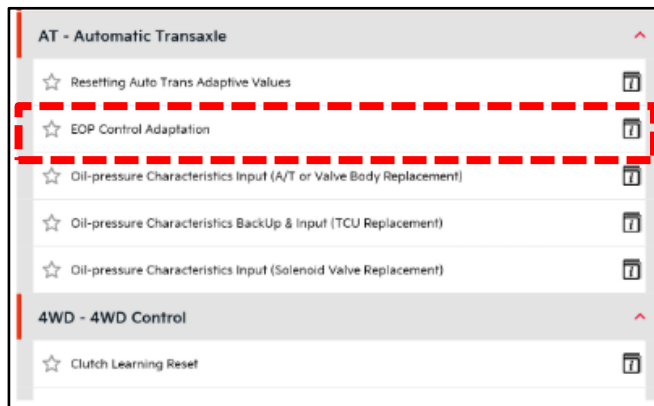 AT - Automatic Transaxle
Resetting Auto Trans Adaptive Values
EOP Control Adaptation
Oil-pressure Characteristics Input (A/T or Valve Body Replacement)
Oil-pressure Characteristics BackUp & Input (TCU Replacement)
Oil-pressure Characteristics Input (Solenoid Valve Replacement)
4WD - 4WD Control
Clutch Learning Reset